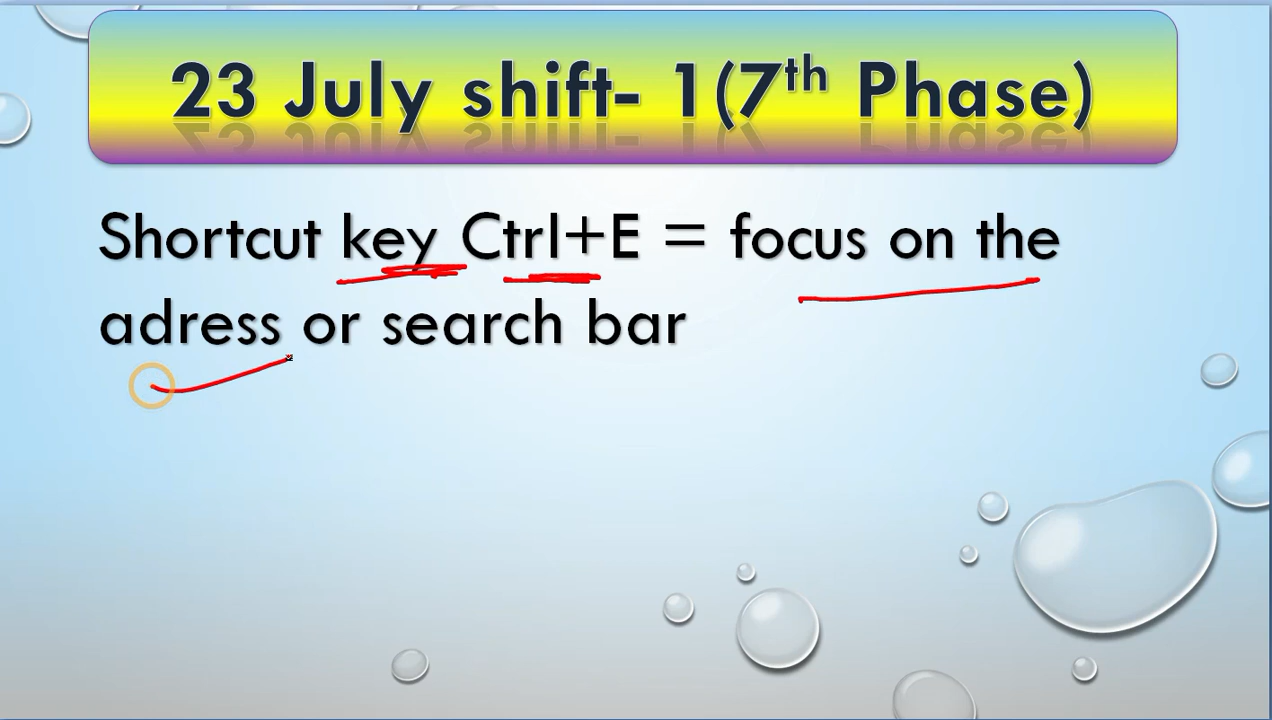 23 July shift- 1(7th Phase)
Shortcut key Ctrl+E = focus on the
adress or search bar